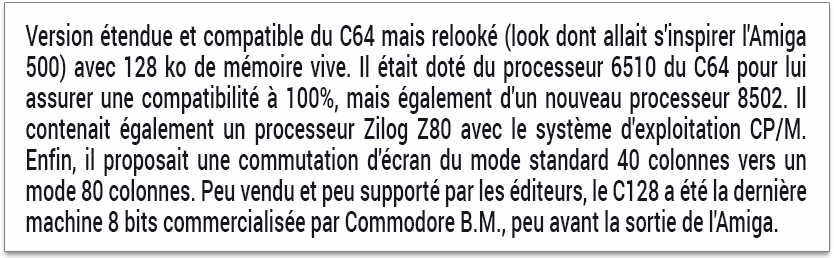 Version étendue et compatible du C64 mais relooké (look dont allait s'inspirer l'Amiga
500) avec 128 ko de mémoire vive. Il était doté du processeur 6510 du C64 pour lui
assurer une compatibilité à 100%, mais également d'un nouveau processeur 8502. Il
contenait également un processeur Zilog Z80 avec le système d'exploitation CP/M.
Enfin, il proposait une commutation d'écran du mode standard 40 colonnes vers un
mode 80 colonnes. Peu vendu et peu supporté par les éditeurs, le C128 a été la dernière
machine 8 bits commercialisée par Commodore B.M., peu avant la sortie de l'Amiga.